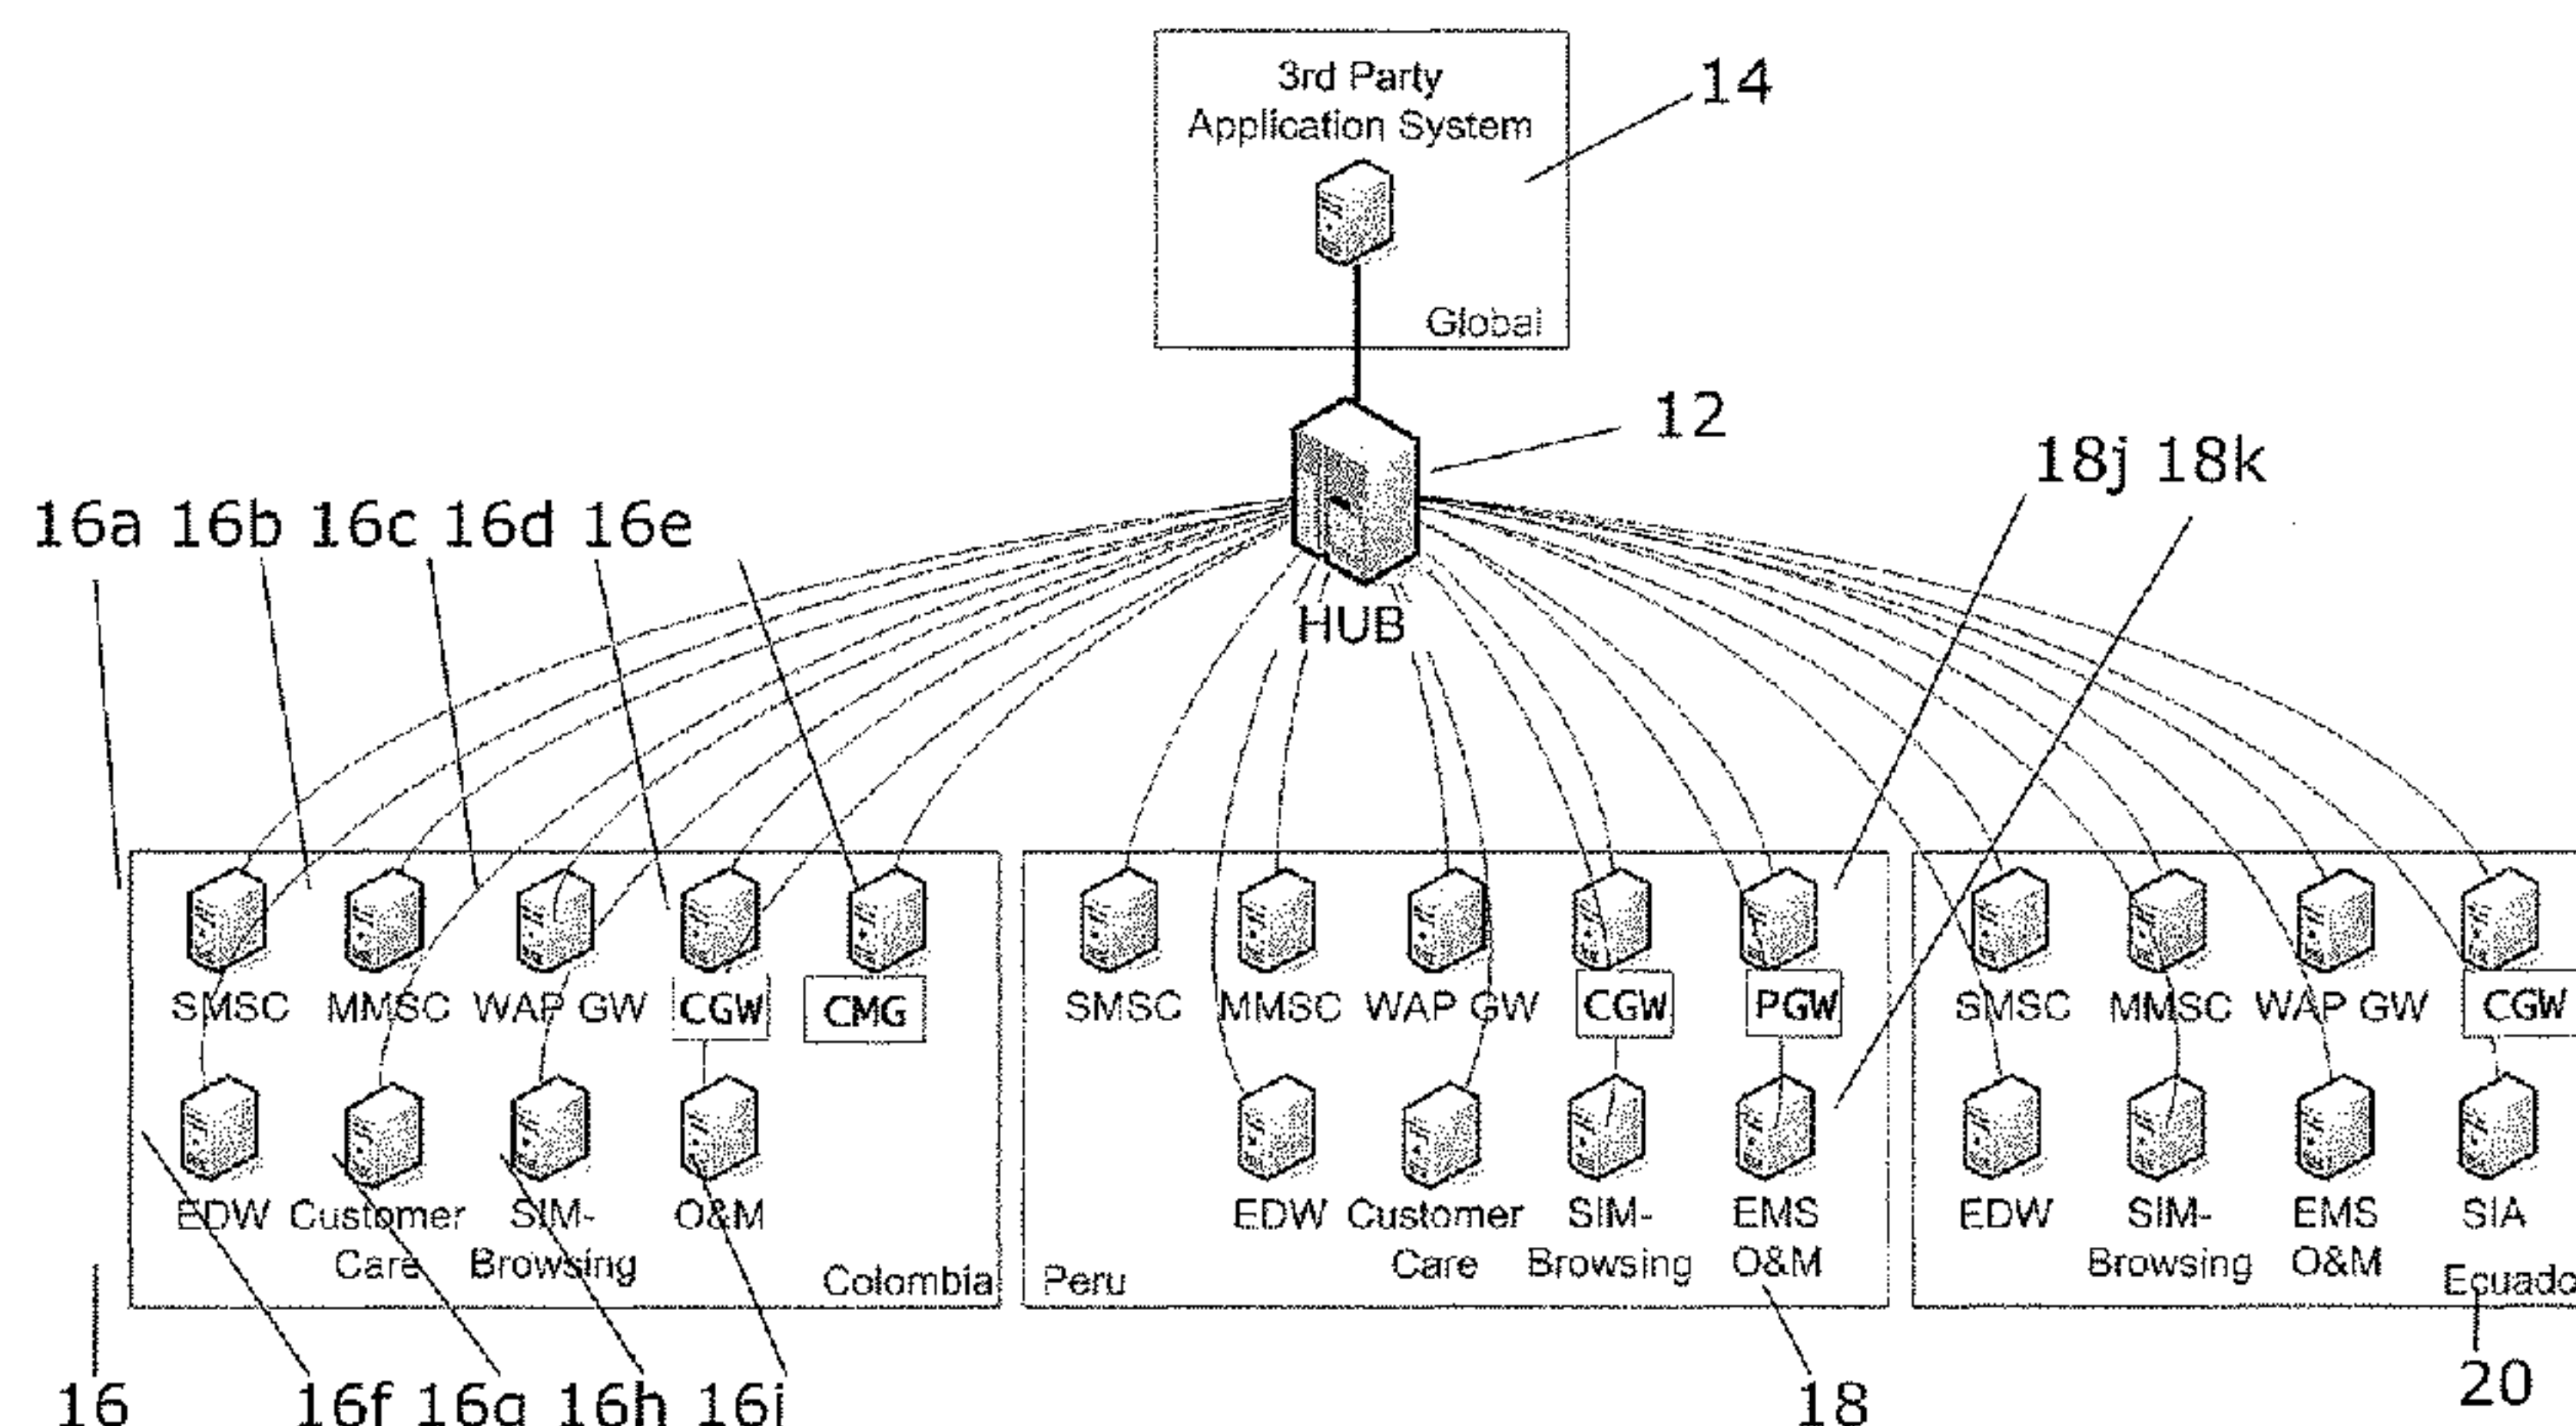 3rd Party
Application System
14
Global
12
18j 18k
16a 16b 16c 16d 16e
HUB
SMSC MMSC WAP GW CGW CMG
SMSC MMSC WAP GW CGW PGW
SMSC MMSC WAP GW CGW
EDW Customer Care SIM-Browsing O&M
EDW Customer Care SIM-Browsing EMS O&M
EDW SIM-Browsing EMS O&M SIA
Colombia
Peru
Ecuado
16
16f 16g 16h 16i
18
20